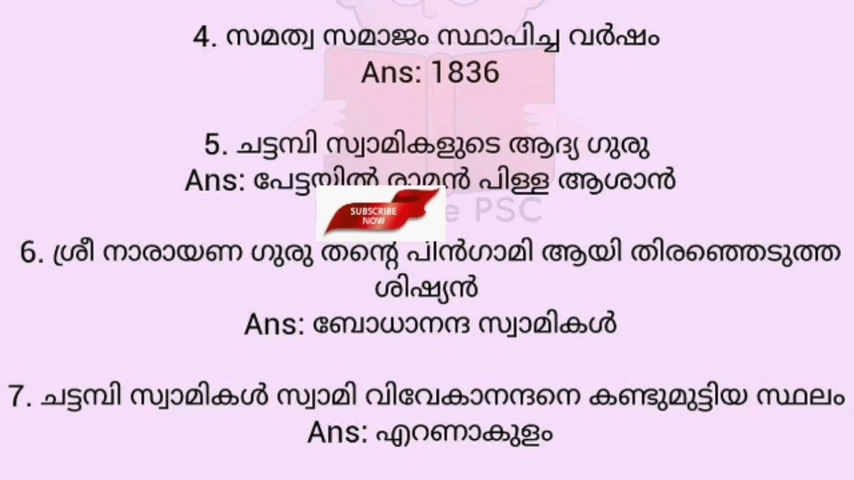 4. സമത്വ സമാജം സ്ഥാപിച്ച വർഷം
Ans: 1836
5. ചട്ടമ്പി സ്വാമികളുടെ ആദ്യ ഗുരു
Ans: പേട്ടയിൽ രാമൻ പിള്ള ആശാൻ
SUBSCRIBE
NOW
PSC
6. ശ്രീ നാരായണ ഗുരു തന്റെ പിൻഗാമി ആയി തിരഞ്ഞെടുത്ത
ശിഷ്യൻ
Ans: ബോധാനന്ദ സ്വാമികൾ
7. ചട്ടമ്പി സ്വാമികൾ സ്വാമി വിവേകാനന്ദനെ കണ്ടുമുട്ടിയ സ്ഥലം
Ans: എറണാകുളം